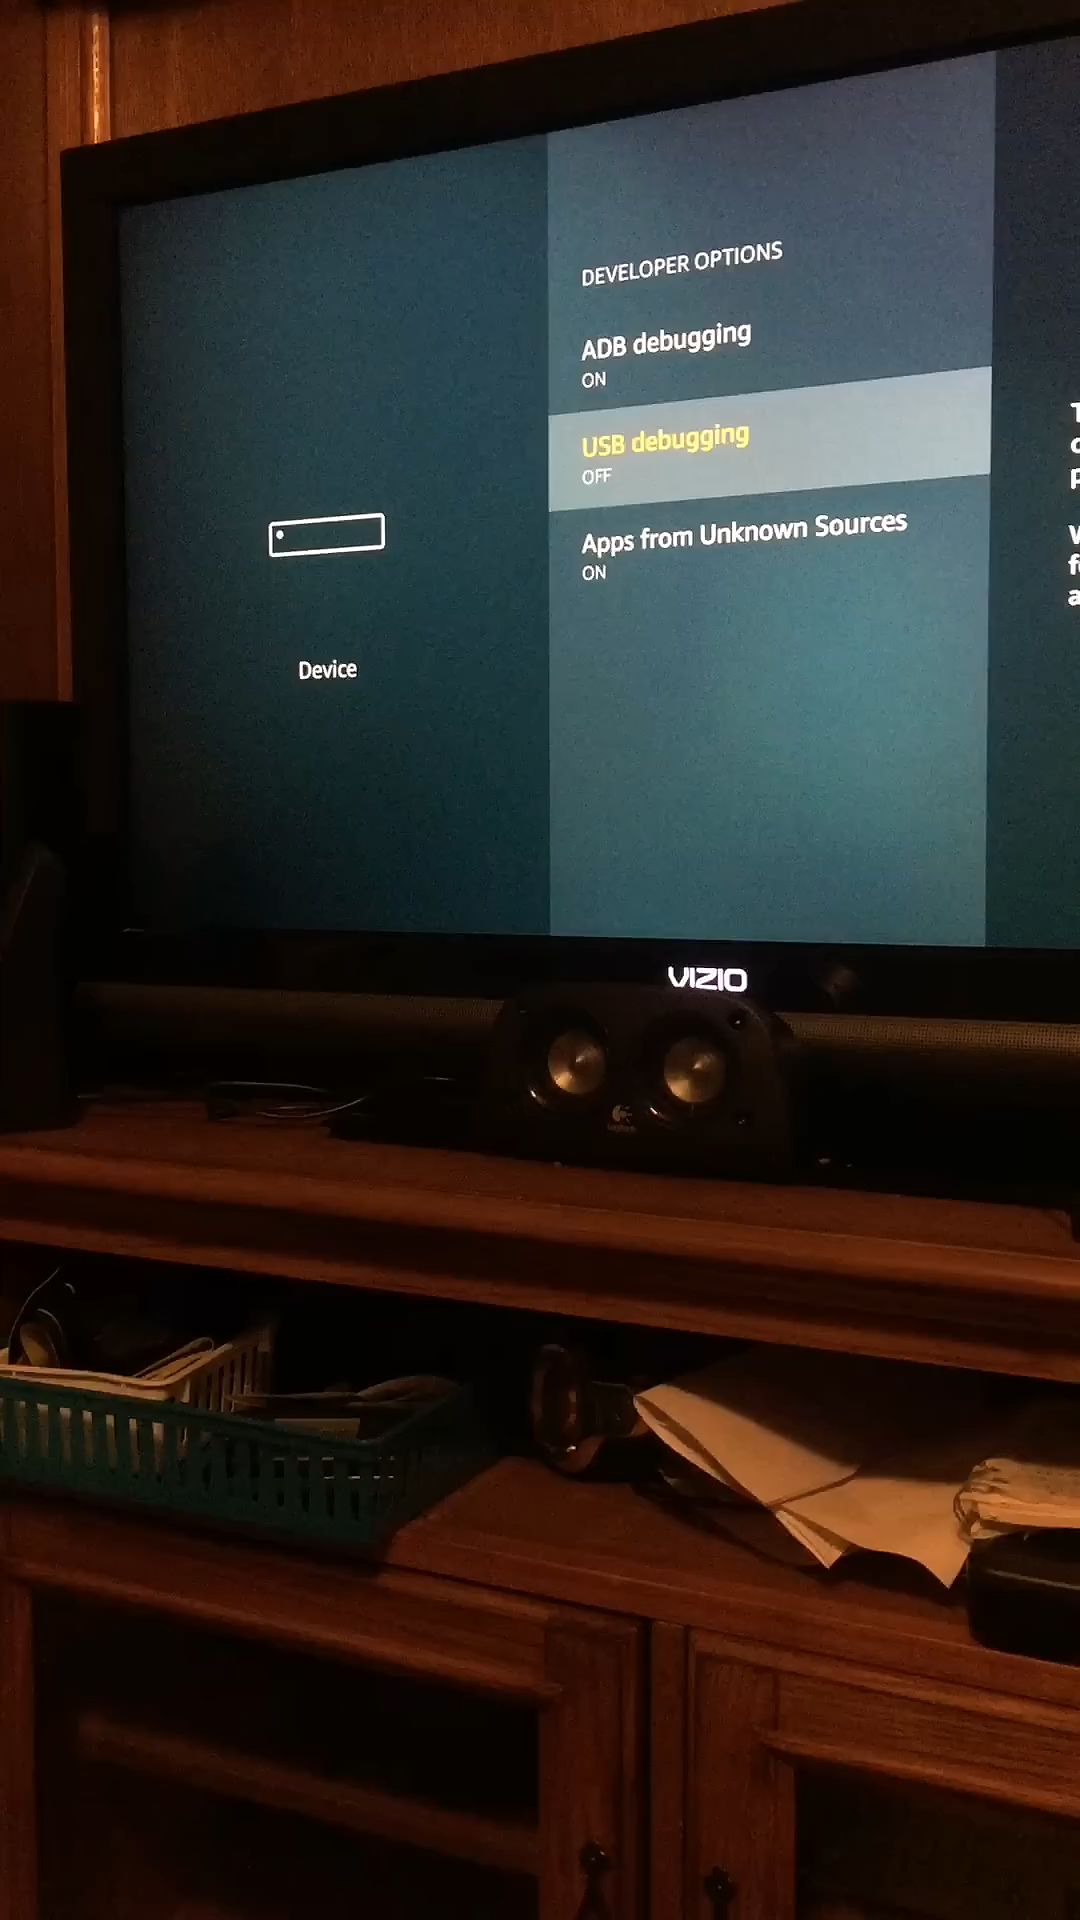 DEVELOPER OPTIONS
ADB debugging
ON
USB debugging
OFF
Apps from Unknown Sources
ON
Device
VIZIO